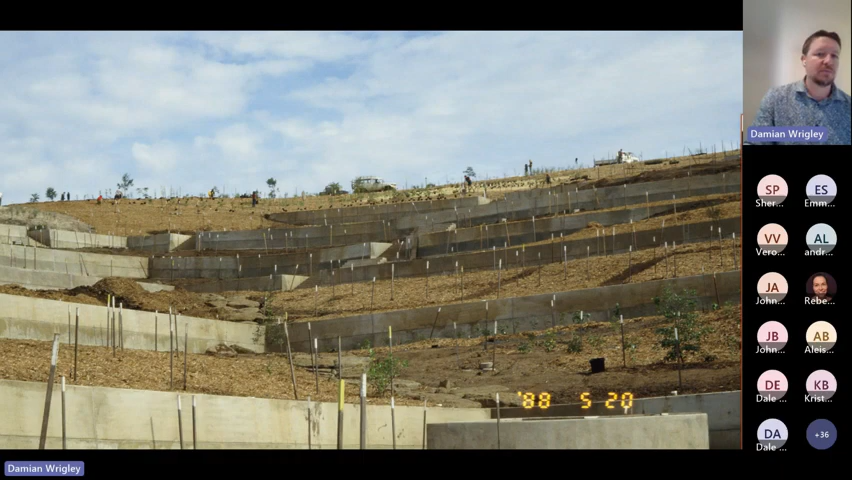 Damian Wrigley
SP
ES
Sher...
Emm...
VV
AL
Vero...
andr...
JA
John...
Rebe...
JB
AB
John...
Aleis...
DE
KB
Dale ...
Krist...
DA
+36
Dale ...
'88 5 20
Damian Wrigley